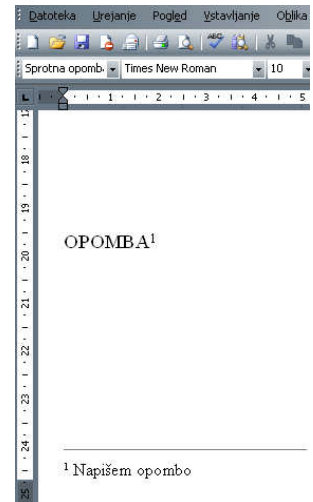 Datoteka Urejanje Pogled Vstavljanje Oblika
Sprotna opomb. Times New Roman 10
1 2 3 4 5
17
18
19
20
OPOMBA¹
21
22
23
24
¹ Napišem opombo
25